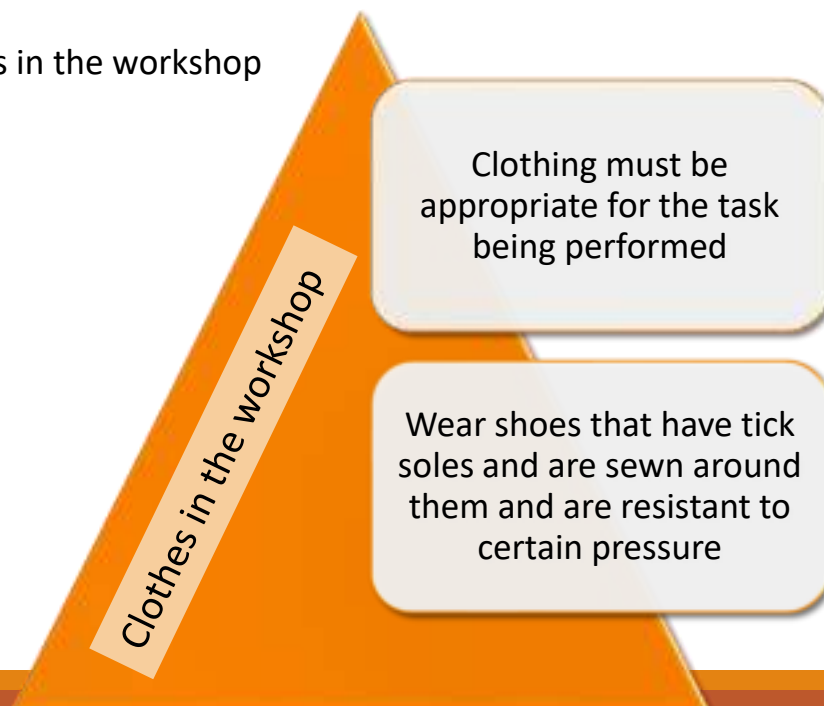 s in the workshop
Clothing must be
appropriate for the task
being performed
Clothes in the workshop
Wear shoes that have tick
soles and are sewn around
them and are resistant to
certain pressure